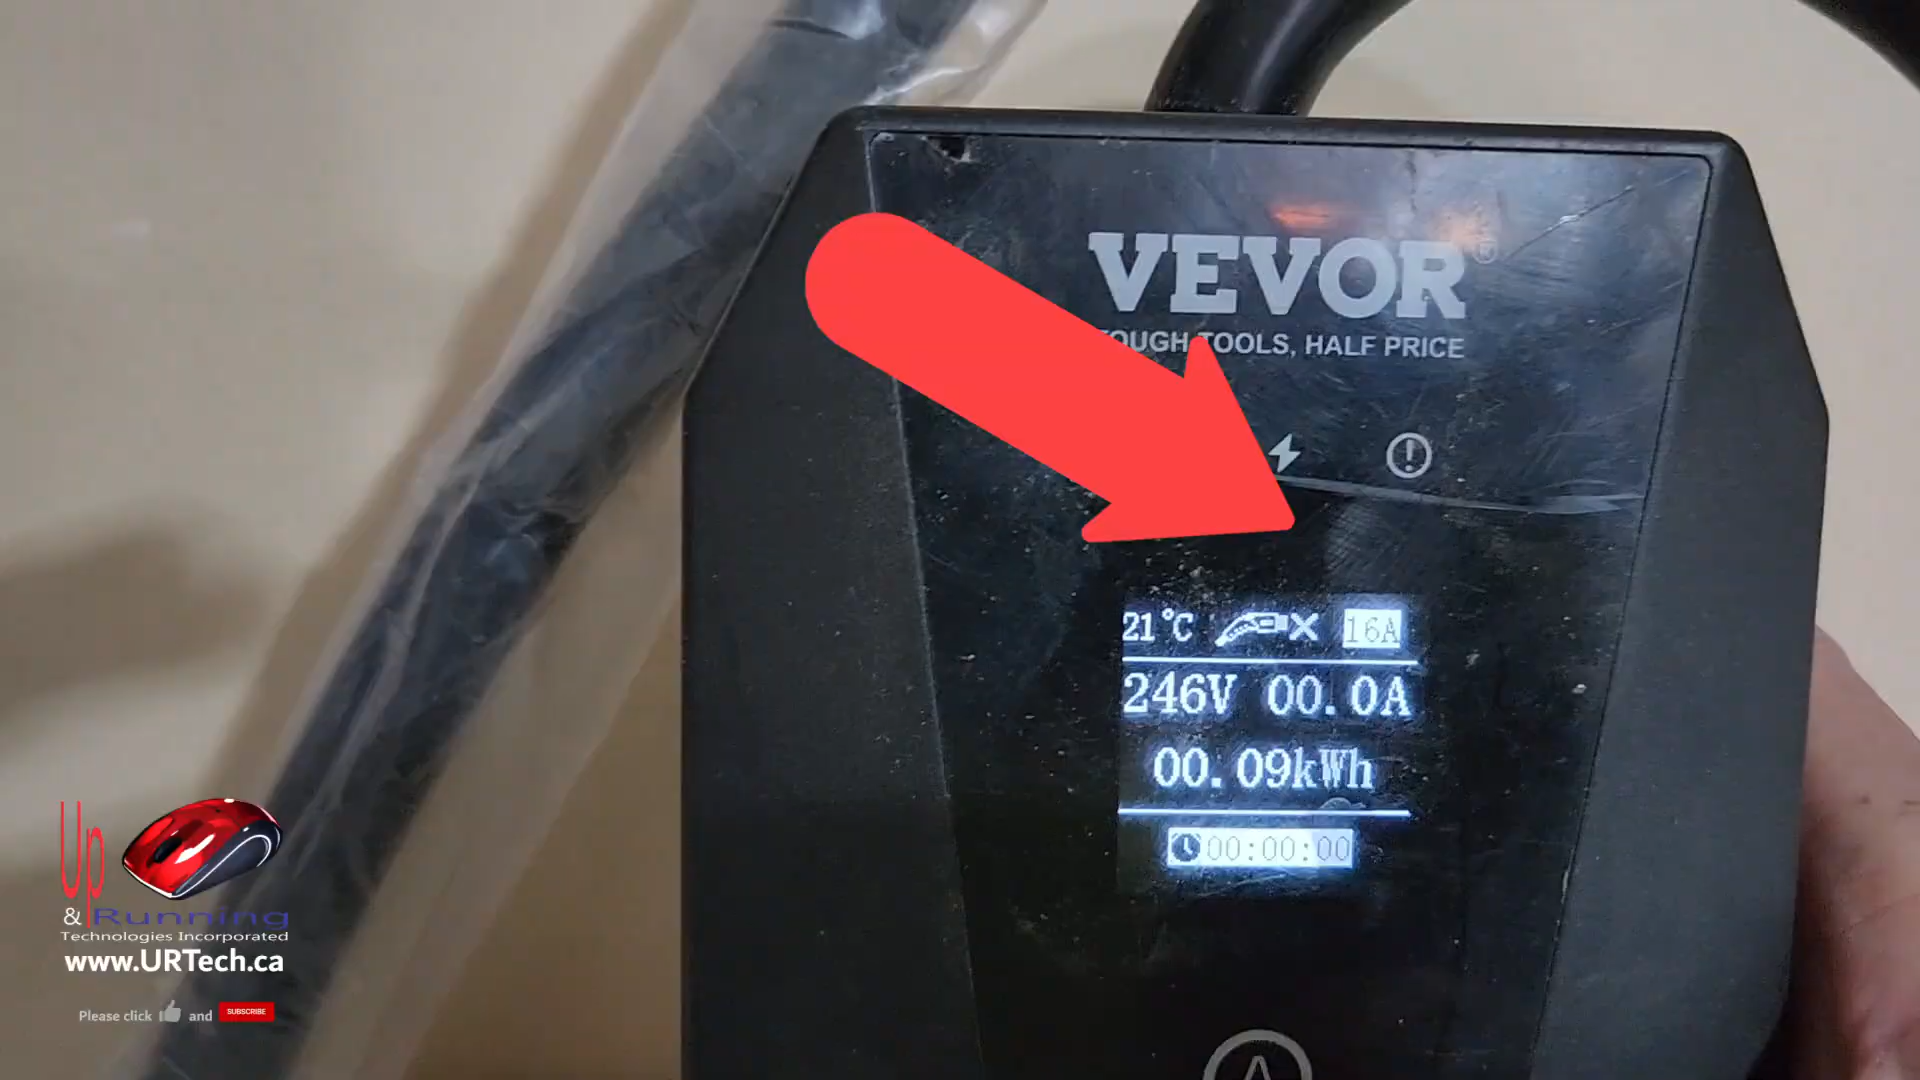 VEVOR
®
TOOLS, HALF PRICE
21°C 16A
246V 00.0A
00.09kWh
00:00:00
A
Up
& Running
Technologies Incorporated
www.URTech.ca
Please click and SUBSCRIBE